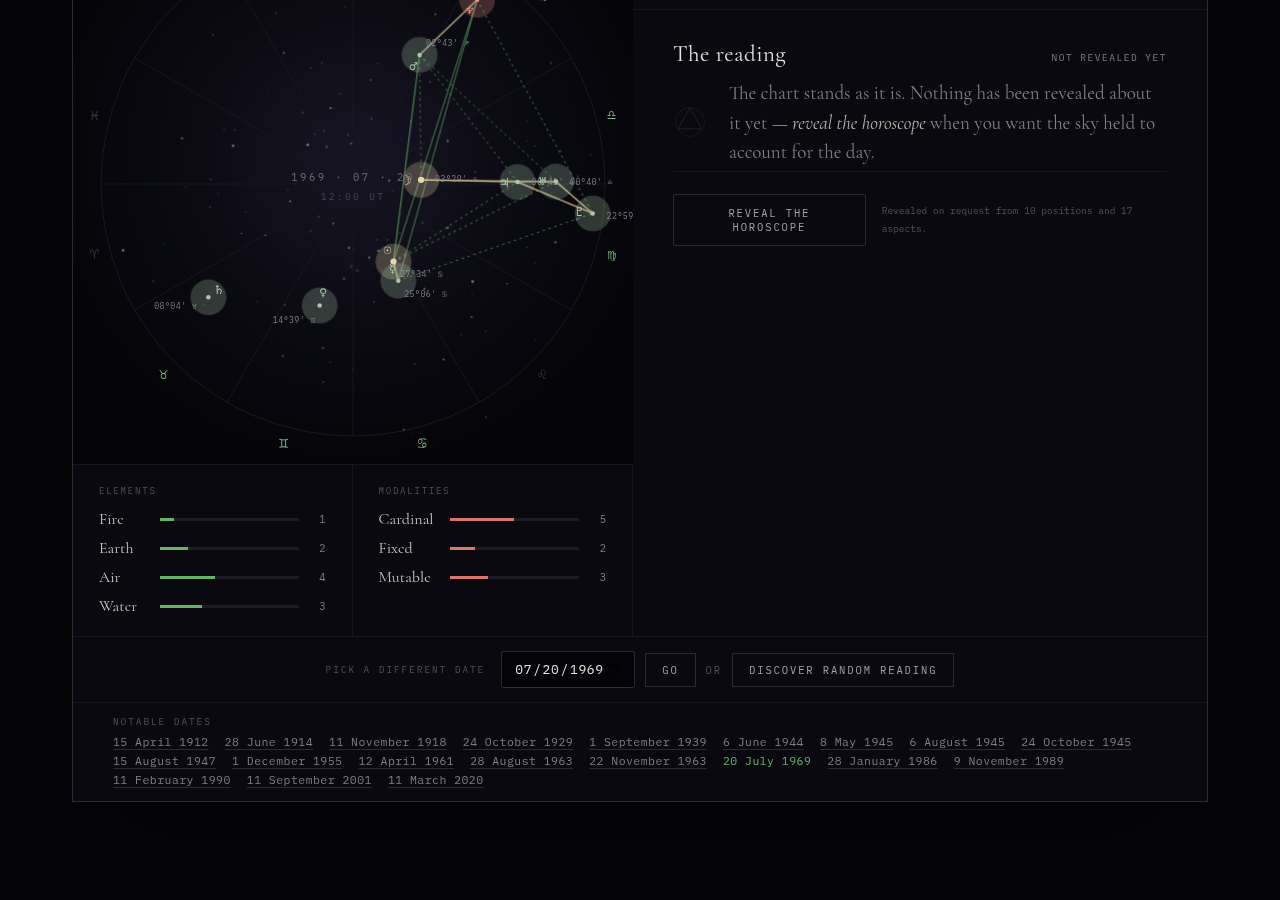 The reading
NOT REVEALED YET
The chart stands as it is. Nothing has been revealed about
it yet — reveal the horoscope when you want the sky held to
account for the day.
REVEAL THE
HOROSCOPE
Revealed on request from 10 positions and 17
aspects.
1969 · 07 ·
12:00 UT
22°59
27°34' ♋
25°06' ♋
08°04' ♉
14°39' ♊
ELEMENTS
Fire 1
Earth 2
Air 4
Water 3
MODALITIES
Cardinal 5
Fixed 2
Mutable 3
PICK A DIFFERENT DATE 07/20/1969 GO OR DISCOVER RANDOM READING
NOTABLE DATES
15 April 1912 28 June 1914 11 November 1918 24 October 1929 1 September 1939 6 June 1944 8 May 1945 6 August 1945 24 October 1945
15 August 1947 1 December 1955 12 April 1961 28 August 1963 22 November 1963 20 July 1969 28 January 1986 9 November 1989
11 February 1990 11 September 2001 11 March 2020